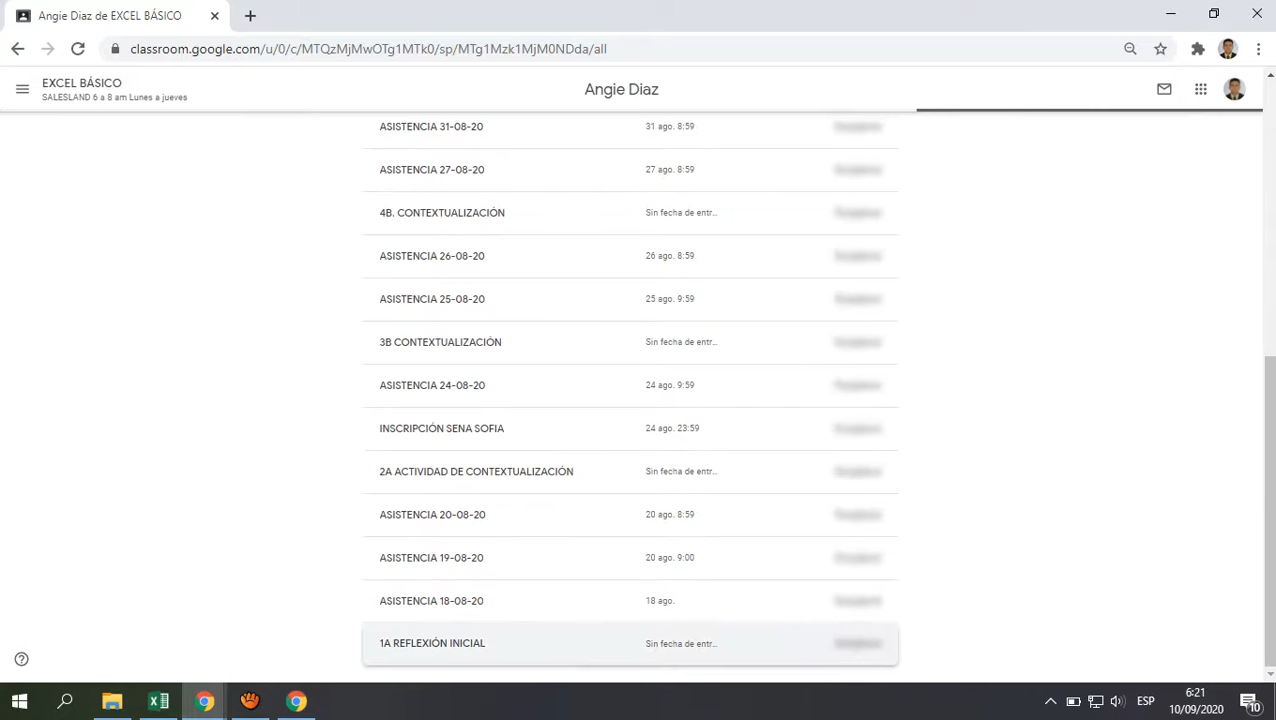 Angie Diaz de EXCEL BÁSICO
classroom.google.com/u/0/c/MTQzMjMwOTg1MTk0/sp/MTg1Mzk1MjM0NDda/all
EXCEL BÁSICO
SALESLAND 6 a 8 am Lunes a jueves
Angie Diaz
ASISTENCIA 31-08-20 31 ago. 8:59
ASISTENCIA 27-08-20 27 ago. 8:59
4B. CONTEXTUALIZACIÓN Sin fecha de entr...
ASISTENCIA 26-08-20 26 ago. 8:59
ASISTENCIA 25-08-20 25 ago. 9:59
3B CONTEXTUALIZACIÓN Sin fecha de entr...
ASISTENCIA 24-08-20 24 ago. 9:59
INSCRIPCIÓN SENA SOFIA 24 ago. 23:59
2A ACTIVIDAD DE CONTEXTUALIZACIÓN Sin fecha de entr...
ASISTENCIA 20-08-20 20 ago. 8:59
ASISTENCIA 19-08-20 20 ago. 9:00
ASISTENCIA 18-08-20 18 ago.
1A REFLEXIÓN INICIAL Sin fecha de entr...
ESP
6:21
10/09/2020
10